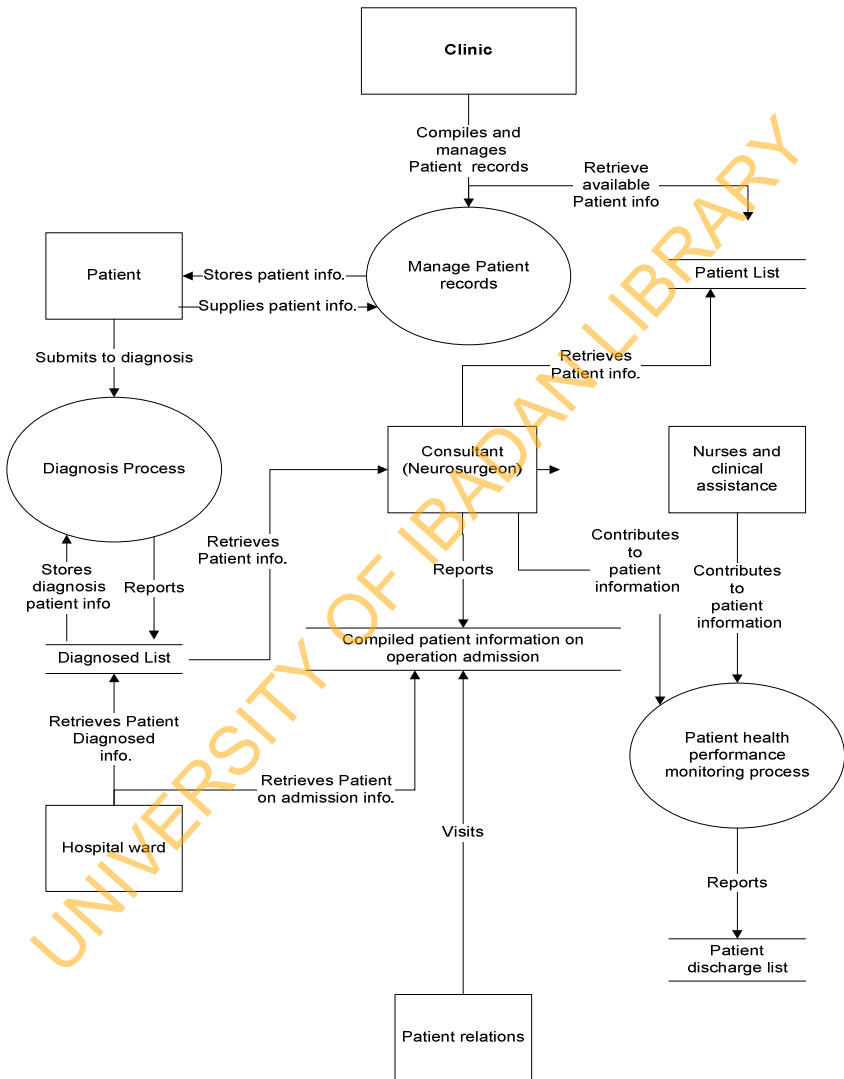 Clinic
Compiles and
manages
Patient records
Retrieve
available
Patient info
Patient
Stores patient info.
Supplies patient info.
Manage Patient
records
Patient List
Submits to diagnosis
Retrieves
Patient info.
Diagnosis Process
Consultant
(Neurosurgeon)
Nurses and
clinical
assistance
Retrieves
Patient info.
Stores
diagnosis
patient info
Reports
Reports
Contributes
to
patient
information
Contributes
to
patient
information
Diagnosed List
Compiled patient information on
operation admission
Retrieves Patient
Diagnosed
info.
Retrieves Patient
on admission info.
Patient health
performance
monitoring process
Hospital ward
Visits
Reports
Patient
discharge list
Patient relations
UNIVERSITY OF IBADAN LIBRARY